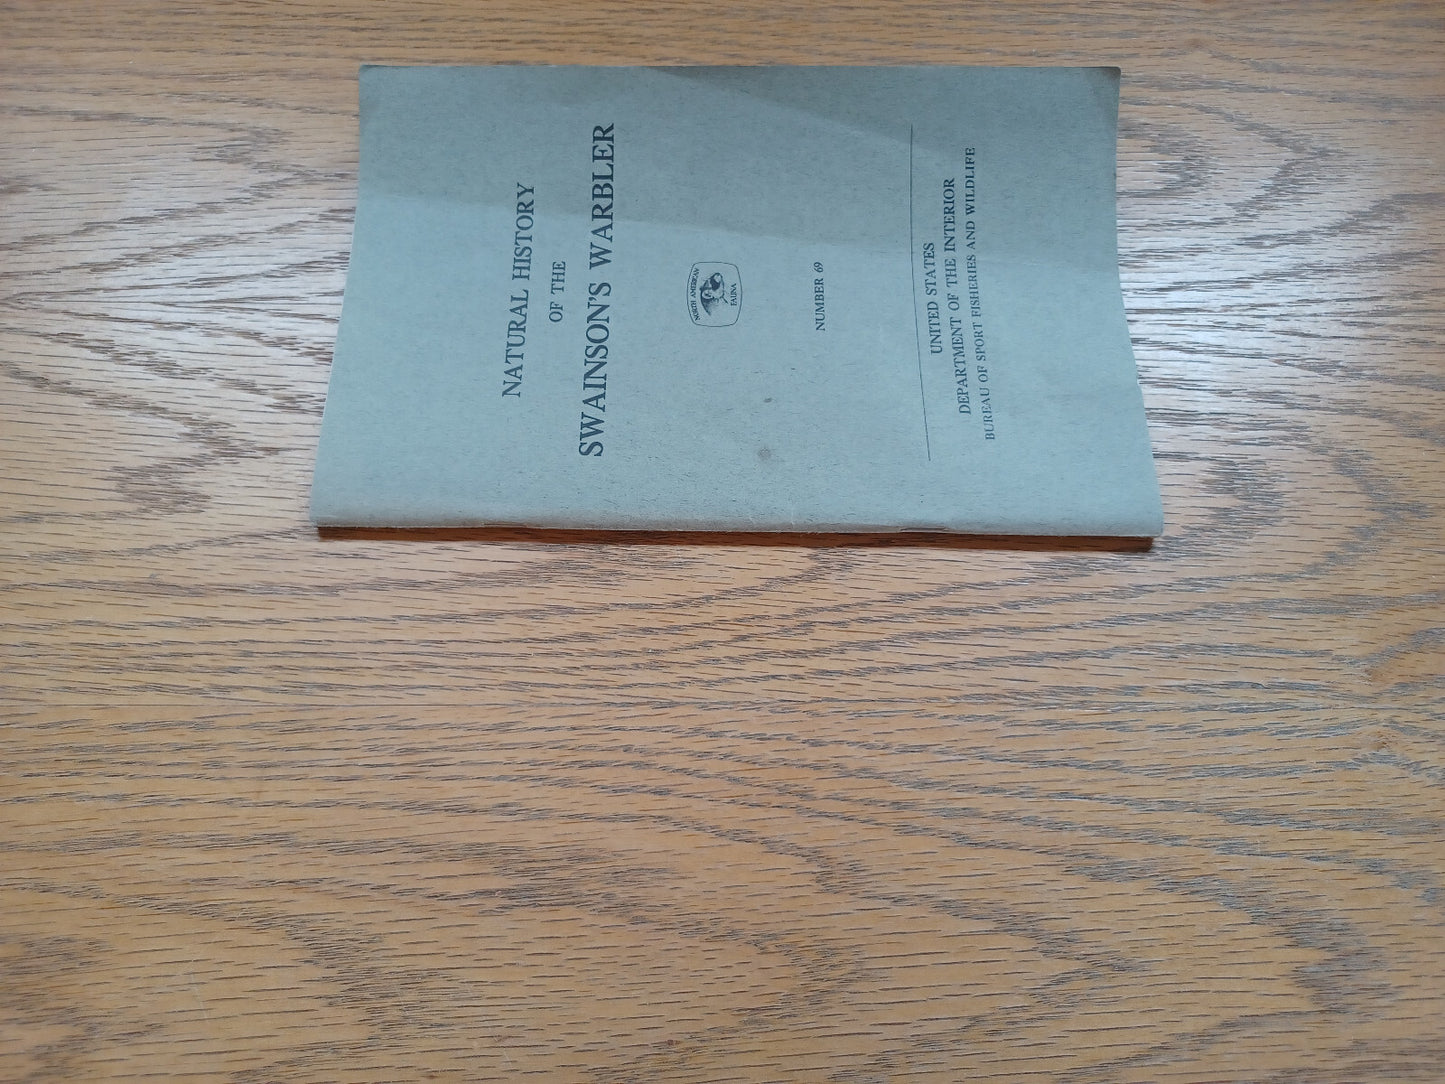 NATURAL HISTORY
OF THE
SWAINSON'S WARBLER
NORTH AMERICAN
FAUNA
NUMBER 69
UNITED STATES
DEPARTMENT OF THE INTERIOR
BUREAU OF SPORT FISHERIES AND WILDLIFE